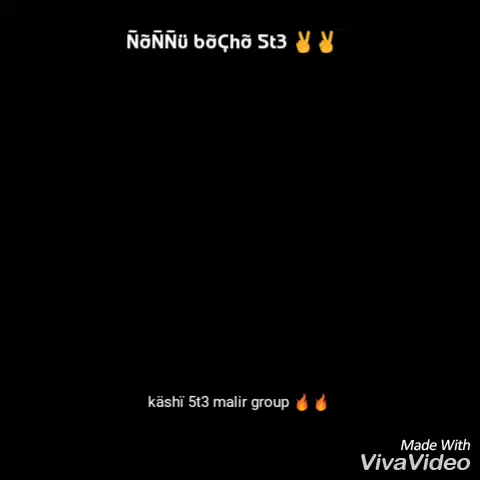 ÑõÑÑü bõÇhõ 5t3 ✌✌
käshï 5t3 malir group 🔥🔥
Made With
VivaVideo